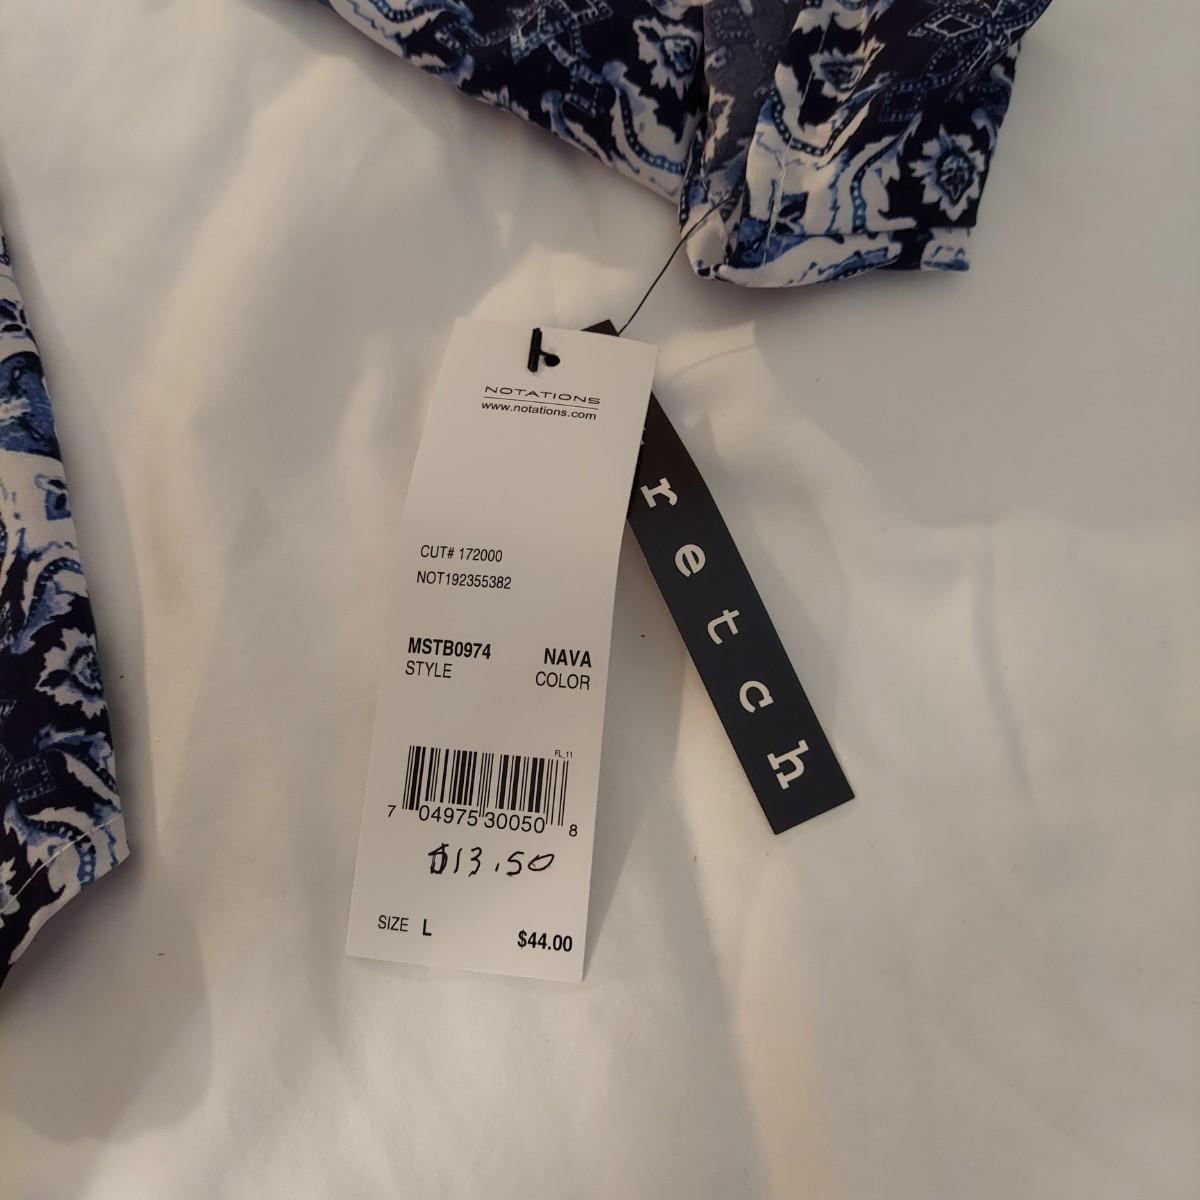 NOTATIONS
www.notations.com
CUT# 172000
NOT192355382
MSTB0974 NAVA
STYLE COLOR
FL_11
7 04975 30050 8
$13.50
SIZE L $44.00
retch